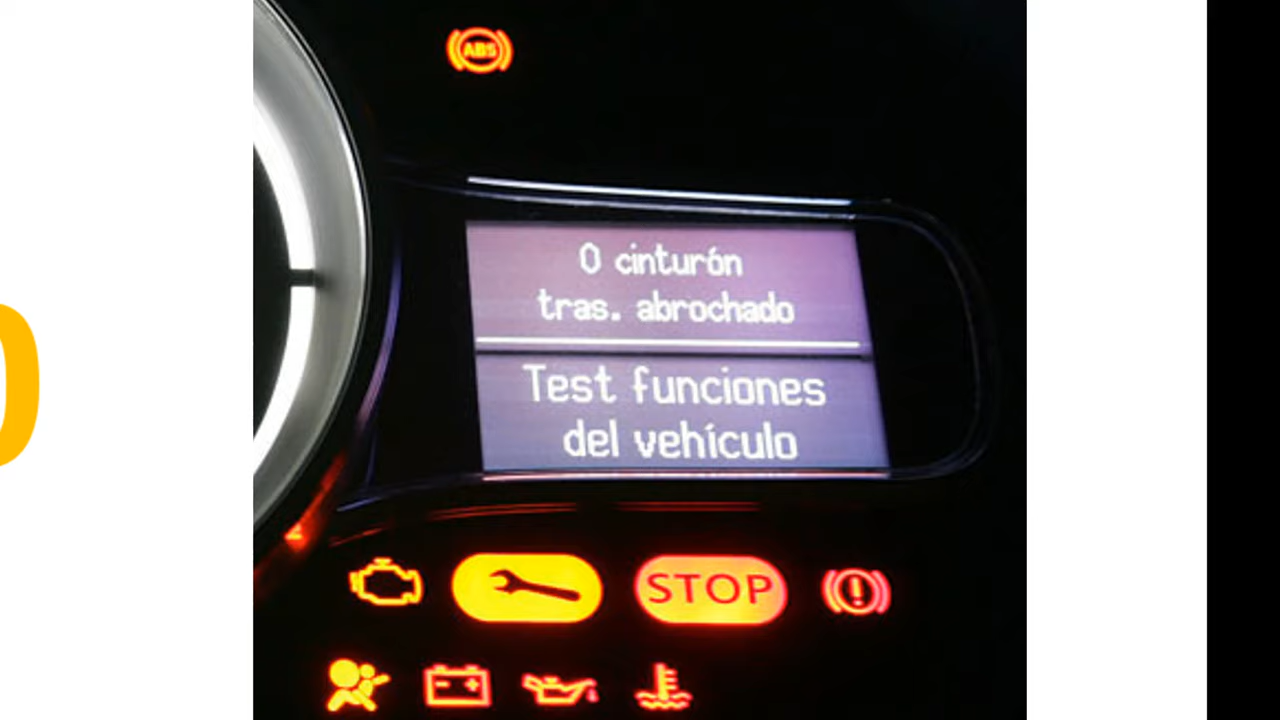 ABS
0 cinturón
tras. abrochado
Test funciones
del vehículo
STOP